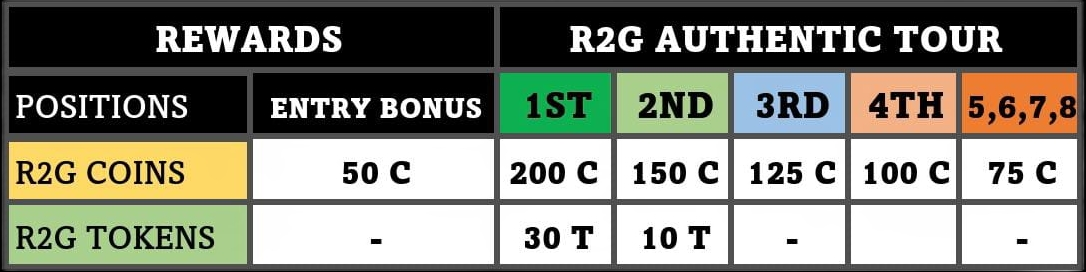 REWARDS R2G AUTHENTIC TOUR
POSITIONS ENTRY BONUS 1ST 2ND 3RD 4TH 5,6,7,8
R2G COINS 50 C 200 C 150 C 125 C 100 C 75 C
R2G TOKENS - 30 T 10 T - -